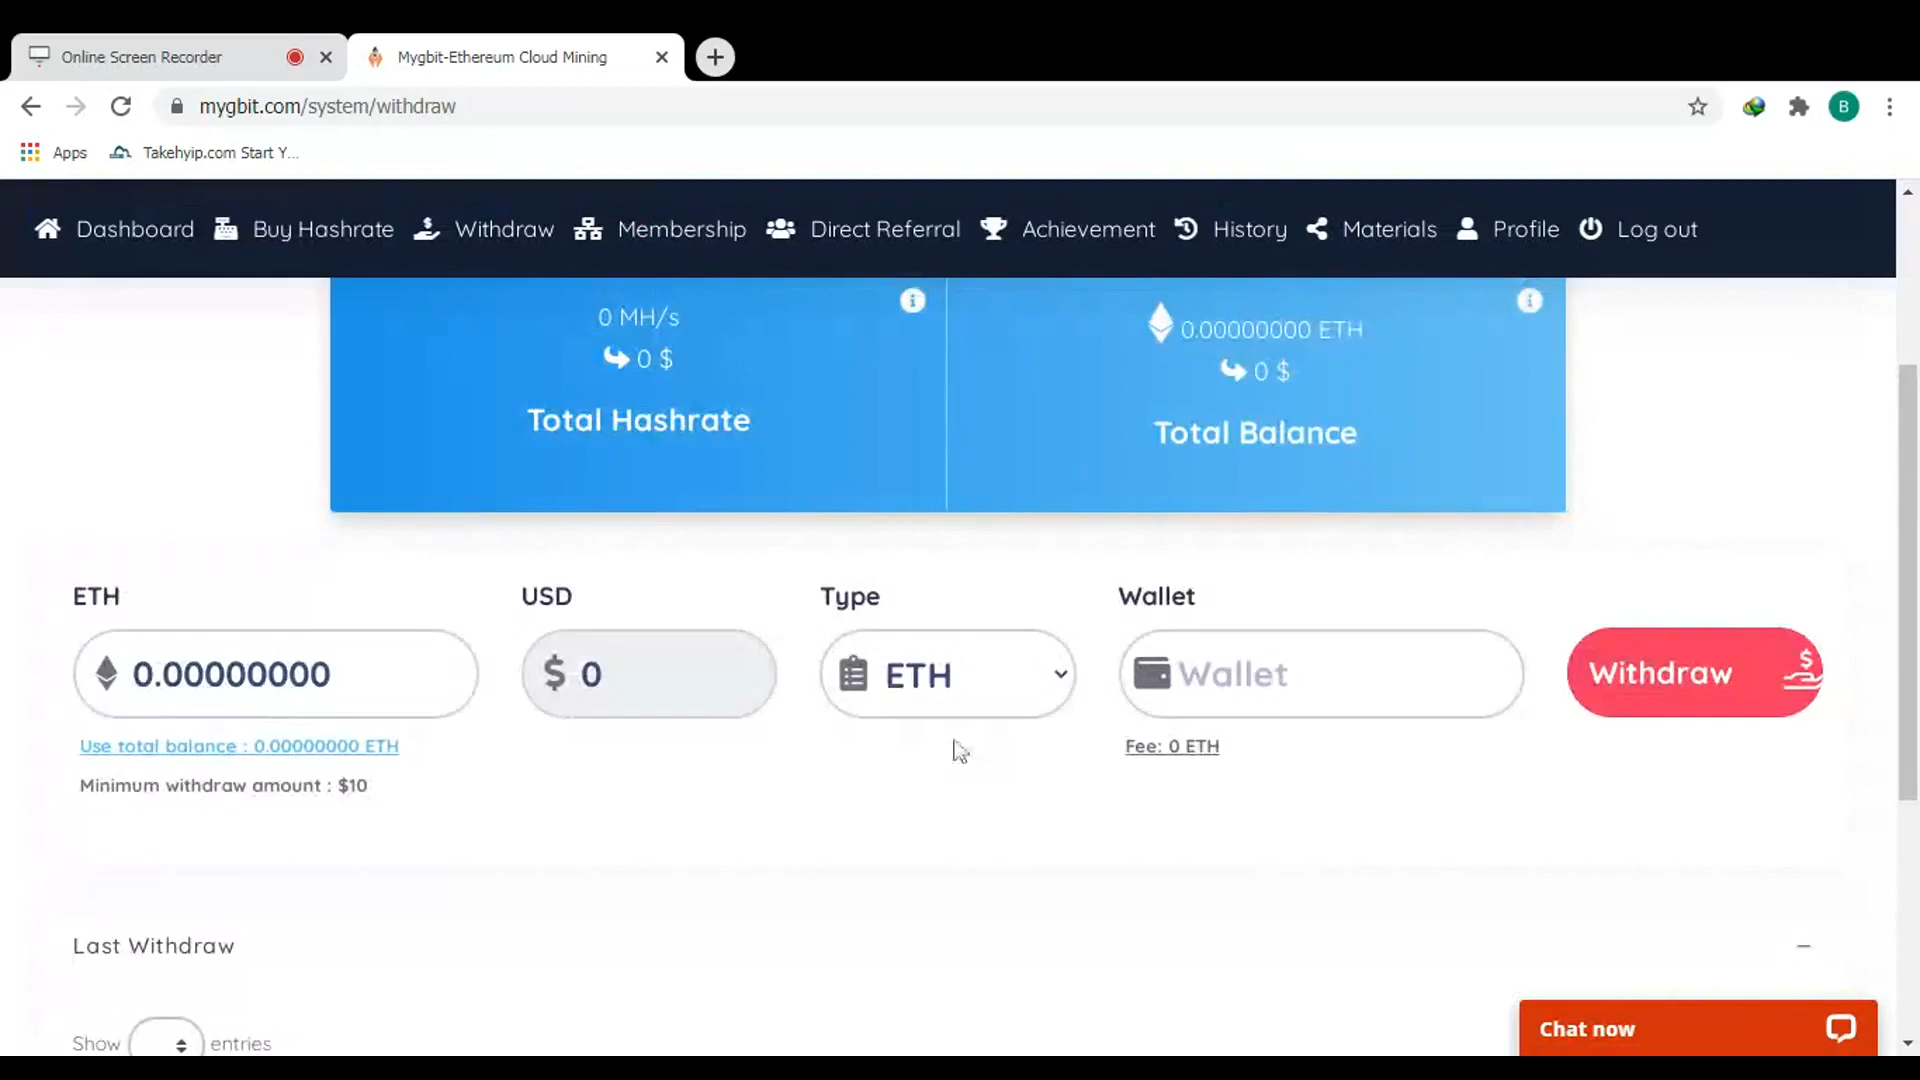 Online Screen Recorder
Mygbit-Ethereum Cloud Mining
mygbit.com/system/withdraw
B
Apps
Takehyip.com Start Y...
Dashboard Buy Hashrate Withdraw Membership Direct Referral Achievement History Materials Profile Log out
0 MH/s
0 $
Total Hashrate
0.00000000 ETH
0 $
Total Balance
ETH USD Type Wallet
0.00000000 $ 0 ETH Wallet Withdraw
Use total balance : 0.00000000 ETH
Fee: 0 ETH
Minimum withdraw amount : $10
Last Withdraw
Show entries
Chat now